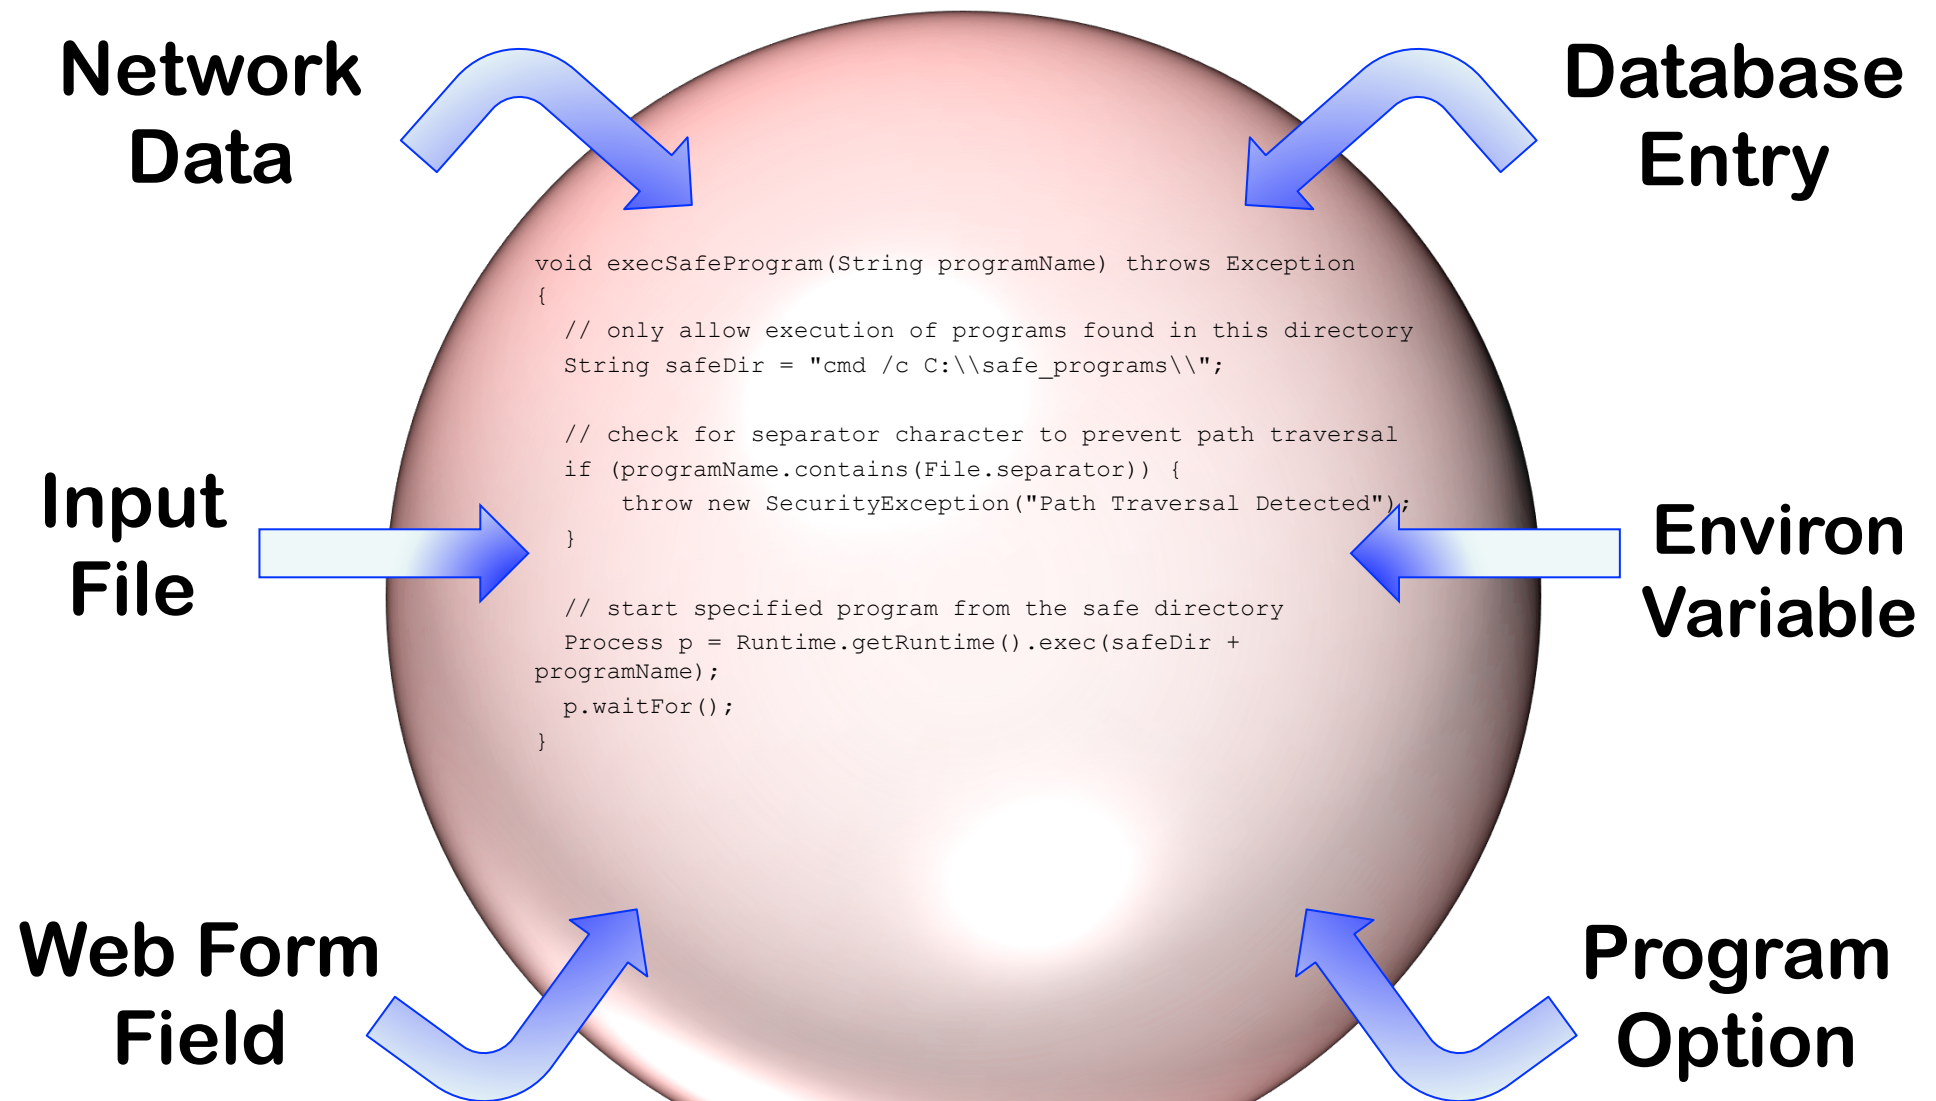 Network
Data
Database
Entry
void execSafeProgram(String programName) throws Exception
{
// only allow execution of programs found in this directory
String safeDir = "cmd /c C:\\safe_programs\\";
// check for separator character to prevent path traversal
if (programName.contains(File.separator)) {
throw new SecurityException("Path Traversal Detected");
}
// start specified program from the safe directory
Process p = Runtime.getRuntime().exec(safeDir +
programName);
p.waitFor();
}
Input
File
Environ
Variable
Web Form
Field
Program
Option